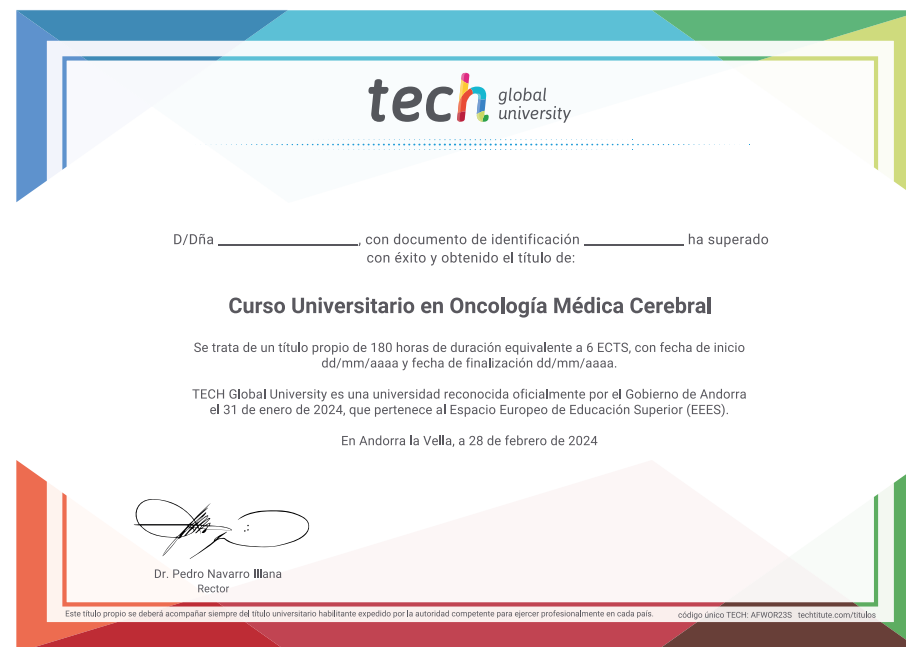 tech global
university
D/Dña ______________, con documento de identificación __________ ha superado
con éxito y obtenido el título de:
Curso Universitario en Oncología Médica Cerebral
Se trata de un título propio de 180 horas de duración equivalente a 6 ECTS, con fecha de inicio
dd/mm/aaaa y fecha de finalización dd/mm/aaaa.
TECH Global University es una universidad reconocida oficialmente por el Gobierno de Andorra
el 31 de enero de 2024, que pertenece al Espacio Europeo de Educación Superior (EEES).
En Andorra la Vella, a 28 de febrero de 2024
Dr. Pedro Navarro Illana
Rector
Este título propio se deberá acompañar siempre del título universitario habilitante expedido por la autoridad competente para ejercer profesionalmente en cada país.
código único TECH: AFWOR23S techtitute.com/titulos